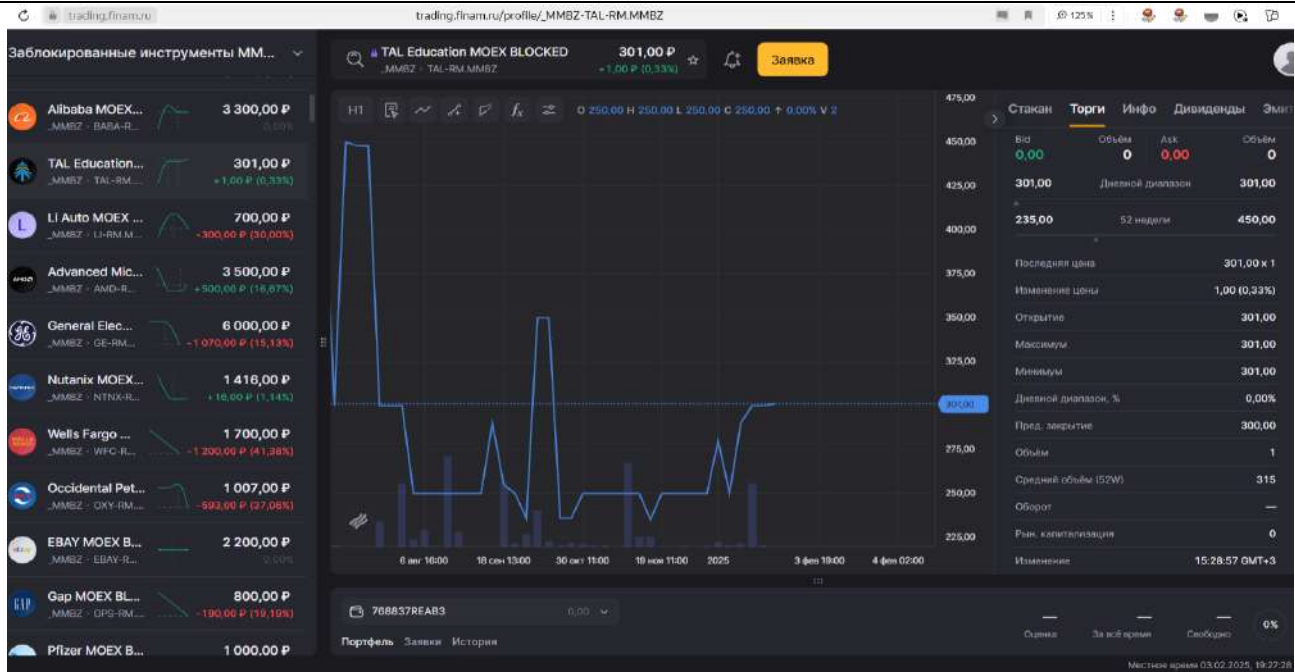 trading.finam.ru
trading.finam.ru/profile/_MMBZ-TAL-RM.MMBZ
125%
Заблокированные инструменты ММ...
TAL Education MOEX BLOCKED
_MMBZ · TAL-RM.MMBZ
301,00 ₽
+1,00 ₽ (0,33%)
Заявка
Alibaba MOEX...
_MMBZ · BABA-R...
3 300,00 ₽
0,00%
TAL Education...
_MMBZ · TAL-RM....
301,00 ₽
+1,00 ₽ (0,33%)
Li Auto MOEX ...
_MMBZ · LI-RM.M...
700,00 ₽
-300,00 ₽ (30,00%)
Advanced Mic...
_MMBZ · AMD-R...
3 500,00 ₽
+500,00 ₽ (16,67%)
General Elec...
_MMBZ · GE-RM....
6 000,00 ₽
-1 070,00 ₽ (15,13%)
Nutanix MOEX...
_MMBZ · NTNX-R...
1 416,00 ₽
+16,00 ₽ (1,14%)
Wells Fargo ...
_MMBZ · WFC-R...
1 700,00 ₽
-1 200,00 ₽ (41,38%)
Occidental Pet...
_MMBZ · OXY-RM....
1 007,00 ₽
-593,00 ₽ (37,06%)
EBAY MOEX B...
_MMBZ · EBAY-R...
2 200,00 ₽
0,00%
Gap MOEX BL...
_MMBZ · GPS-RM....
800,00 ₽
-190,00 ₽ (19,19%)
Pfizer MOEX B...
1 000,00 ₽
H1
O 250,00 H 250,00 L 250,00 C 250,00 ↑ 0,00% V 2
475,00
450,00
425,00
400,00
375,00
350,00
325,00
301,00
275,00
250,00
225,00
6 авг 16:00 18 сен 13:00 30 окт 11:00 19 ноя 11:00 2025 3 фев 19:00 4 фев 02:00
Стакан Торги Инфо Дивиденды Эмит
Bid Объём Ask Объём
0,00 0 0,00 0
301,00 Дневной диапазон 301,00
235,00 52 недели 450,00
Последняя цена 301,00 x 1
Изменение цены 1,00 (0,33%)
Открытие 301,00
Максимум 301,00
Минимум 301,00
Дневной диапазон, % 0,00%
Пред. закрытие 300,00
Объём 1
Средний объём (52W) 315
Оборот —
Рын. капитализация 0
Изменение 15:28:57 GMT+3
768837REAB3 0,00
Портфель Заявки История
Оценка За всё время Свободно
0%
Местное время 03.02.2025, 19:27:28